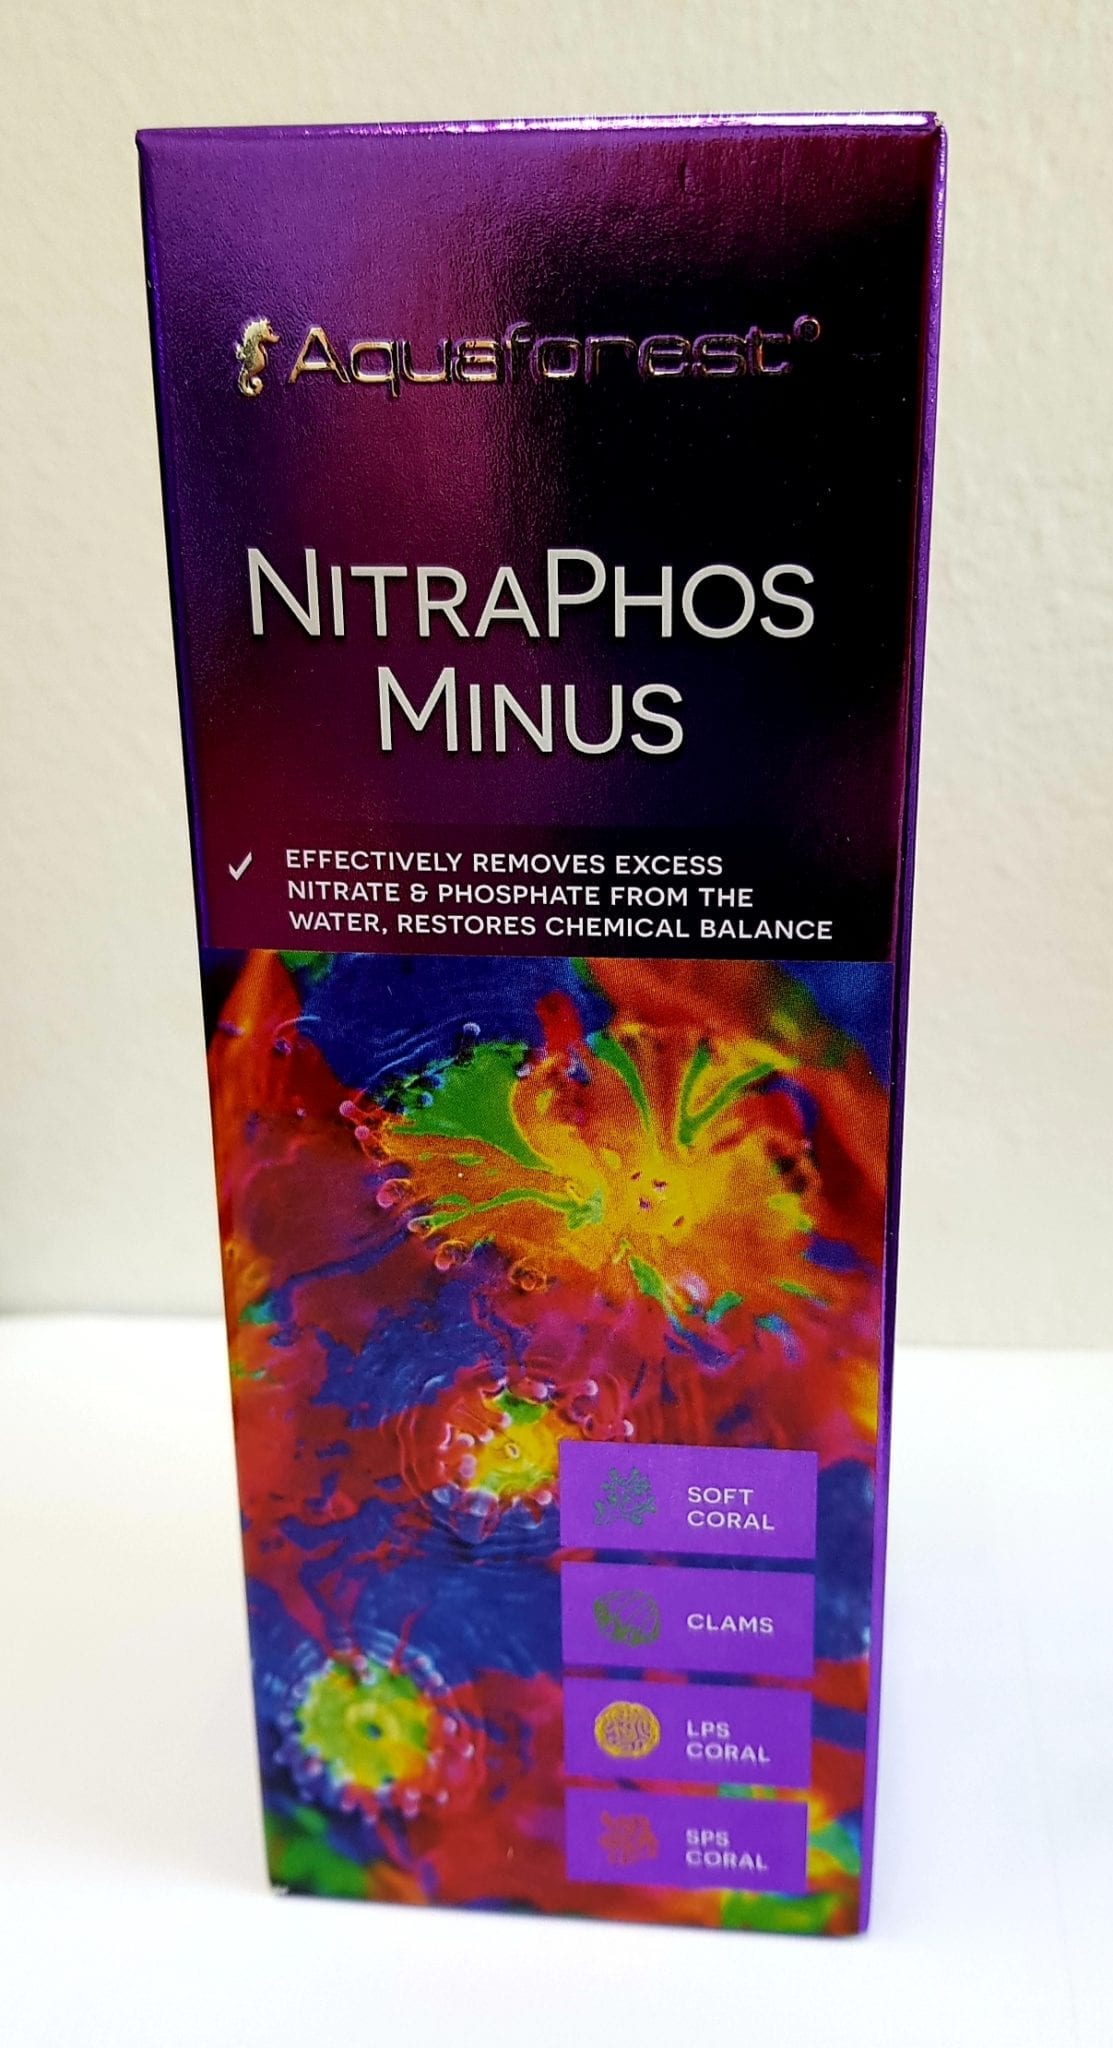 Aquaforest®
NITRAPHOS
MINUS
✓ EFFECTIVELY REMOVES EXCESS
NITRATE & PHOSPHATE FROM THE
WATER, RESTORES CHEMICAL BALANCE
SOFT
CORAL
CLAMS
LPS
CORAL
SPS
CORAL